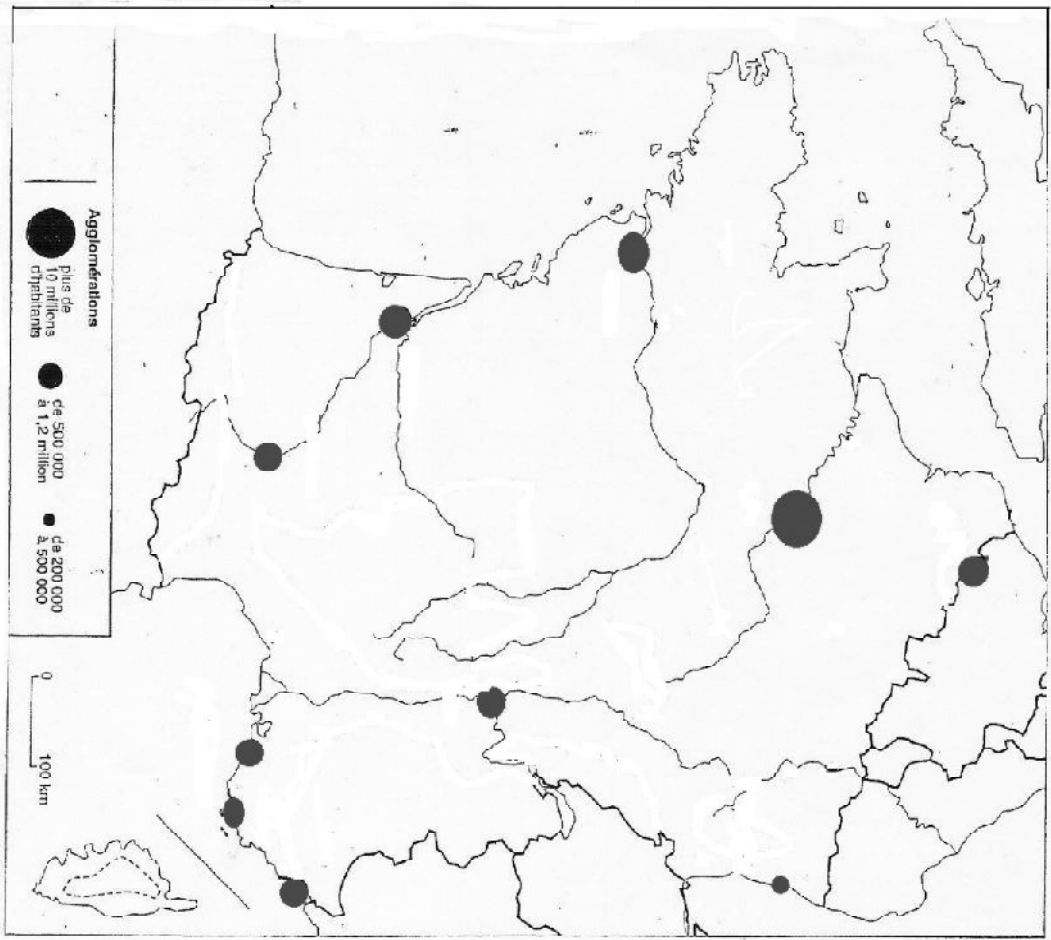 Agglomérations
plus de
10 millions
d'habitants
de 500 000
à 1,2 million
de 200 000
à 500 000
0
100 km